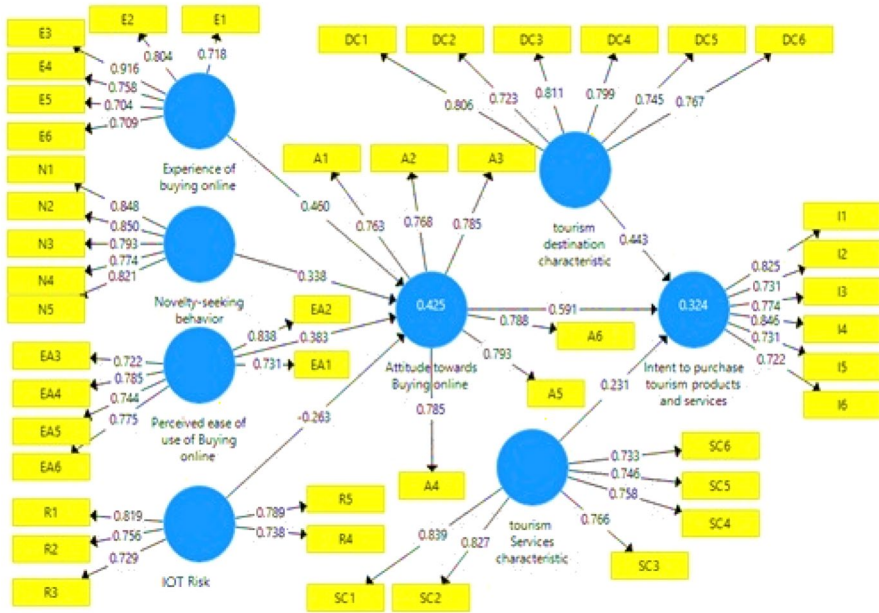 E3
E2
E1
E4
E5
E6
0.916
0.804
0.718
0.758
0.704
0.709
Experience of
buying online
N1
N2
N3
N4
N5
0.848
0.850
0.793
0.774
0.821
Novelty-seeking
behavior
EA3
EA4
EA5
EA6
0.722
0.785
0.744
0.775
EA2
EA1
0.838
0.731
Perceived ease of
use of Buying
online
R1
R2
R3
0.819
0.756
0.729
R5
R4
0.789
0.738
IOT Risk
0.460
0.338
0.383
-0.263
A1
A2
A3
0.763
0.768
0.785
0.425
Attitude towards
Buying online
0.591
0.788
A6
0.793
A5
0.785
A4
DC1
DC2
DC3
DC4
DC5
DC6
0.806
0.723
0.811
0.799
0.745
0.767
tourism
destination
characteristic
0.443
0.324
Intent to purchase
tourism products
and services
I1
I2
I3
I4
I5
I6
0.825
0.731
0.774
0.846
0.731
0.722
0.231
tourism
Services
characteristic
SC6
SC5
SC4
SC3
0.733
0.746
0.758
0.766
0.839
0.827
SC1
SC2